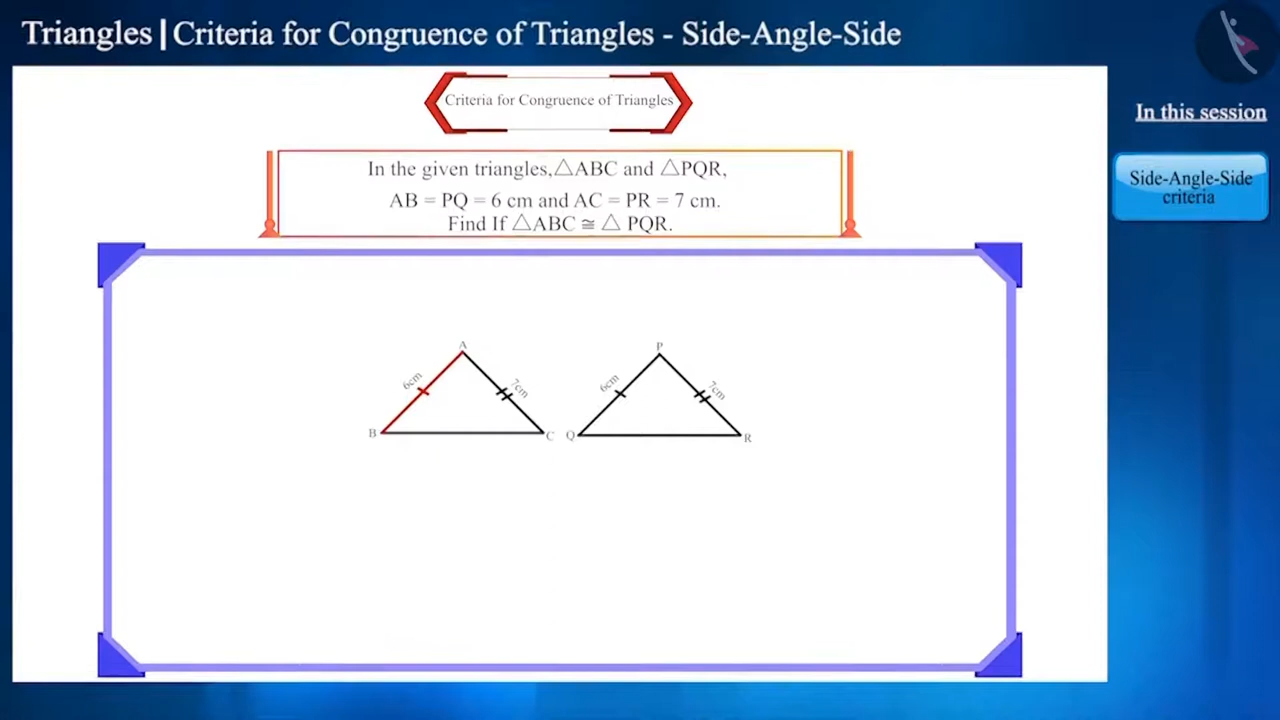 Triangles | Criteria for Congruence of Triangles - Side-Angle-Side
In this session
Side-Angle-Side
criteria
Criteria for Congruence of Triangles
In the given triangles,△ABC and △PQR,
AB = PQ = 6 cm and AC = PR = 7 cm.
Find If △ABC ≅ △ PQR.
A
6cm
7cm
B
C
P
6cm
7cm
Q
R